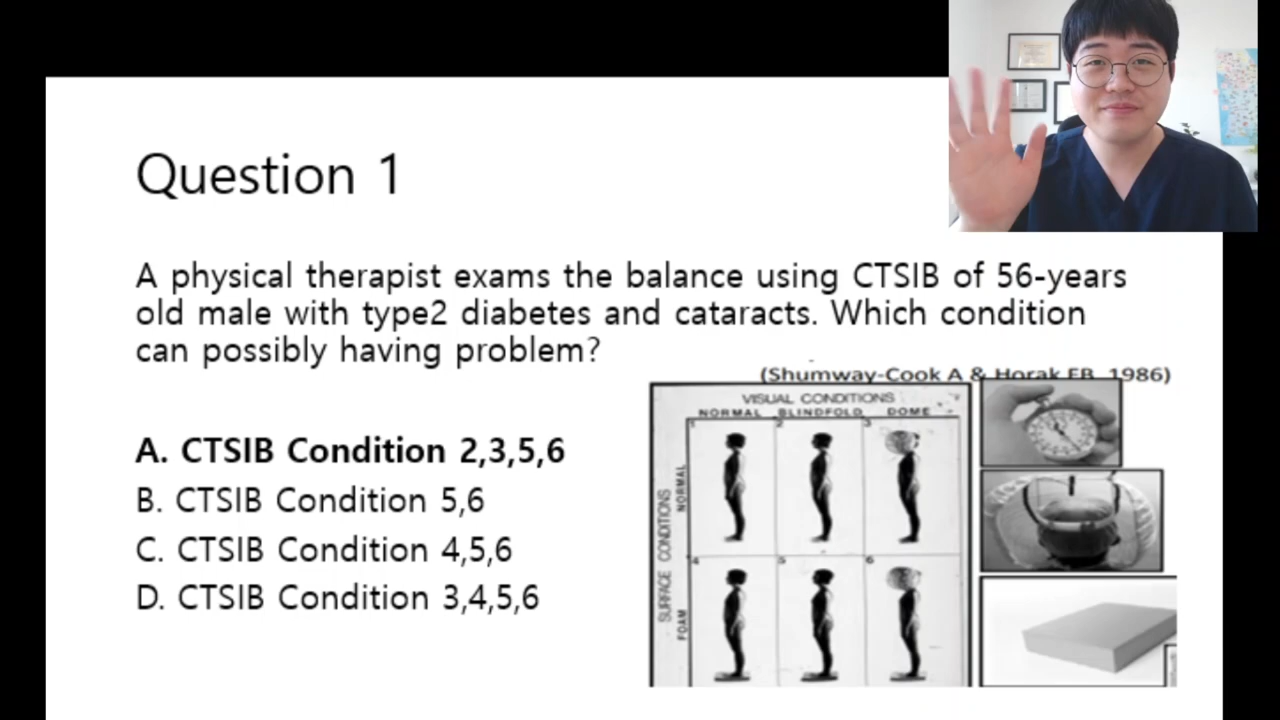 Question 1
A physical therapist exams the balance using CTSIB of 56-years
old male with type2 diabetes and cataracts. Which condition
can possibly having problem?
(Shumway-Cook A & Horak FB, 1986)
A. CTSIB Condition 2,3,5,6
B. CTSIB Condition 5,6
C. CTSIB Condition 4,5,6
D. CTSIB Condition 3,4,5,6
VISUAL CONDITIONS
NORMAL BLINDFOLD DOME
1 2 3
SURFACE CONDITIONS
NORMAL
4 5 6
FOAM